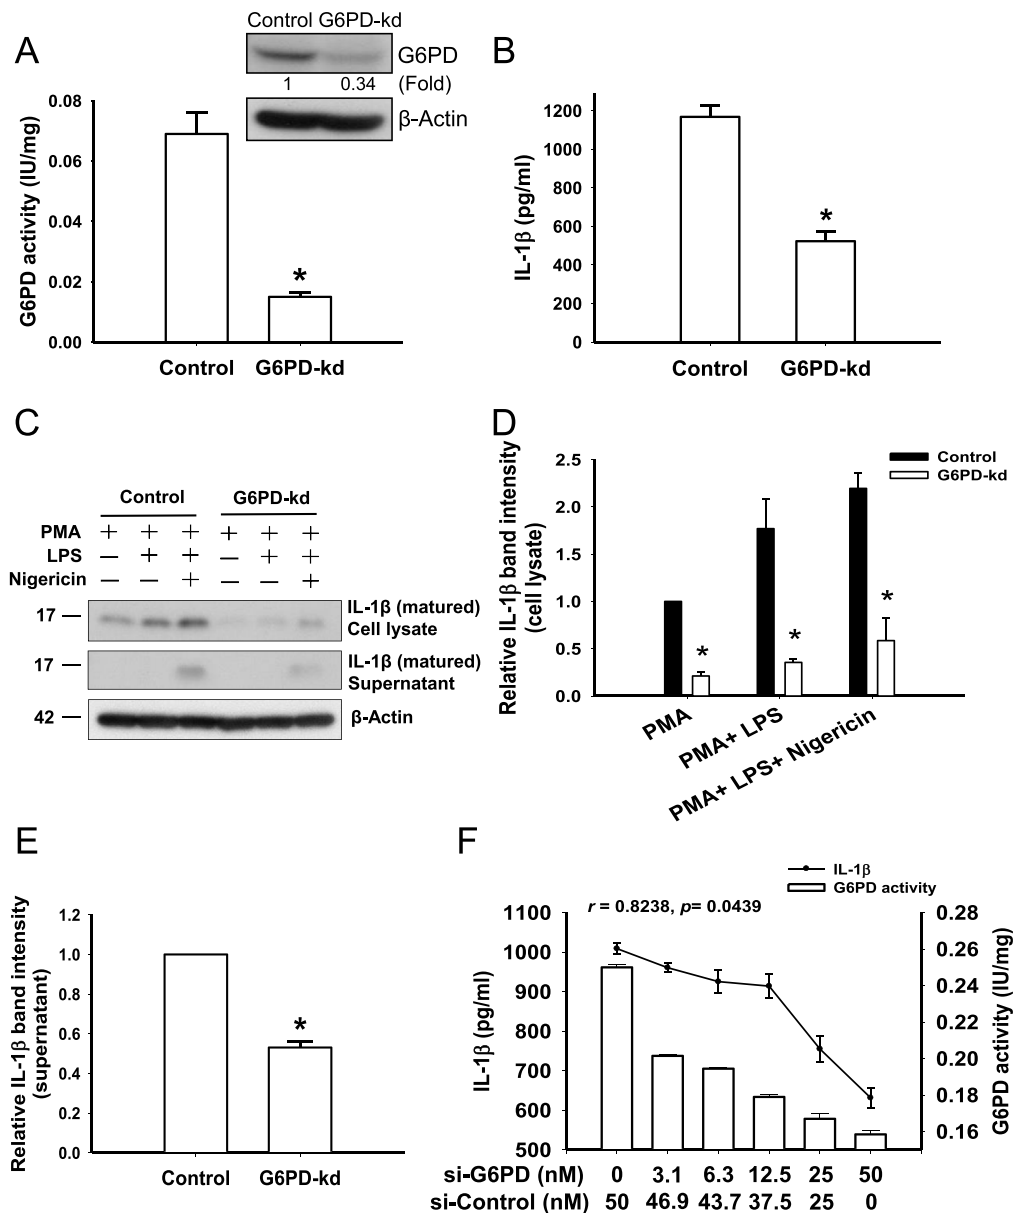 A
Control G6PD-kd
G6PD
1 0.34 (Fold)
β-Actin
G6PD activity (IU/mg)
0.08
0.06
0.04
0.02
0.00
*
Control G6PD-kd
B
IL-1β (pg/ml)
1200
1000
800
600
400
200
0
*
Control G6PD-kd
C
Control G6PD-kd
PMA + + + + + +
LPS — + + — + +
Nigericin — — + — — +
17 — IL-1β (matured)
Cell lysate
17 — IL-1β (matured)
Supernatant
42 — β-Actin
D
Control
G6PD-kd
Relative IL-1β band intensity
(cell lysate)
2.5
2.0
1.5
1.0
0.5
0.0
* * *
PMA
PMA+ LPS
PMA+ LPS+ Nigericin
E
Relative IL-1β band intensity
(supernatant)
1.2
1.0
0.8
0.6
0.4
0.2
0.0
*
Control G6PD-kd
F
IL-1β
G6PD activity
r = 0.8238, p= 0.0439
IL-1β (pg/ml)
1100
1000
900
800
700
600
500
0.28
0.26
0.24
0.22
0.20
0.18
0.16
G6PD activity (IU/mg)
si-G6PD (nM) 0 3.1 6.3 12.5 25 50
si-Control (nM) 50 46.9 43.7 37.5 25 0